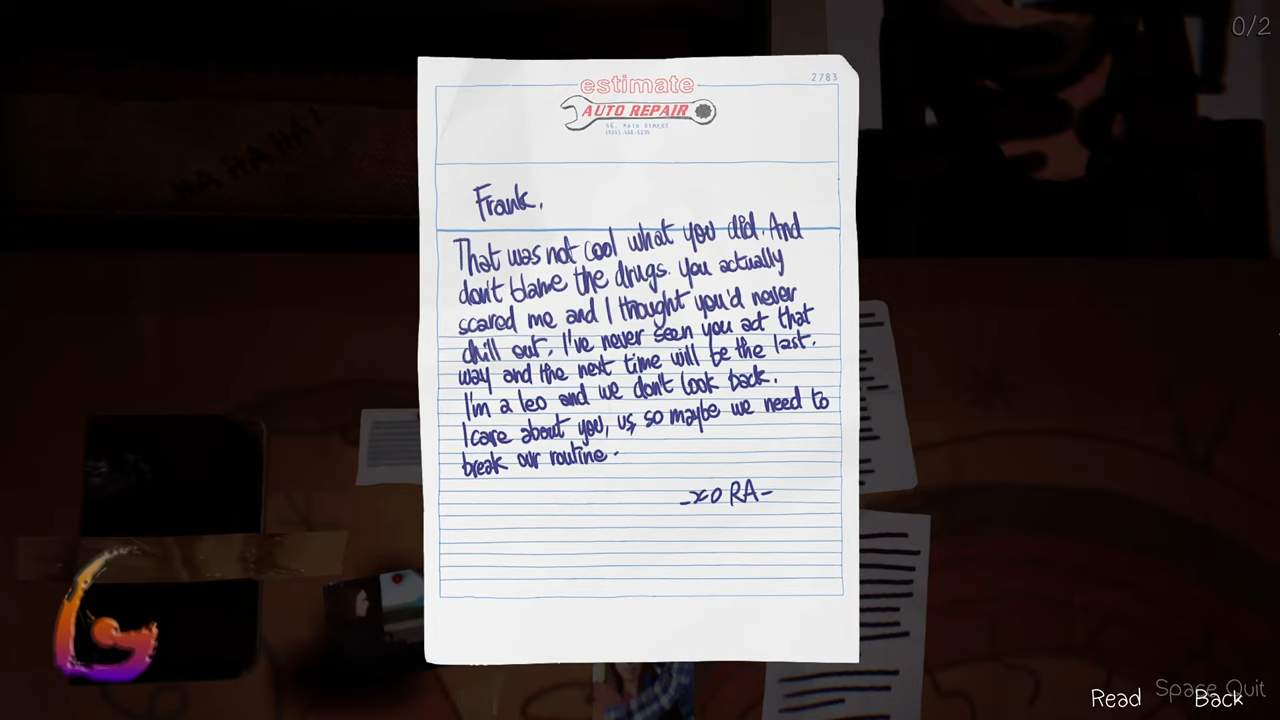 0/2
2783
estimate
AUTO REPAIR
HA HA HA!
Frank,
That was not cool what you did. And
don't blame the drugs. You actually
scared me and I thought you'd never
chill out. I've never seen you act that
way and the next time will be the last.
I'm a leo and we don't look back.
I care about you, us, so maybe we need to
break our routine.
-xo RA-
Read Space Quit Back